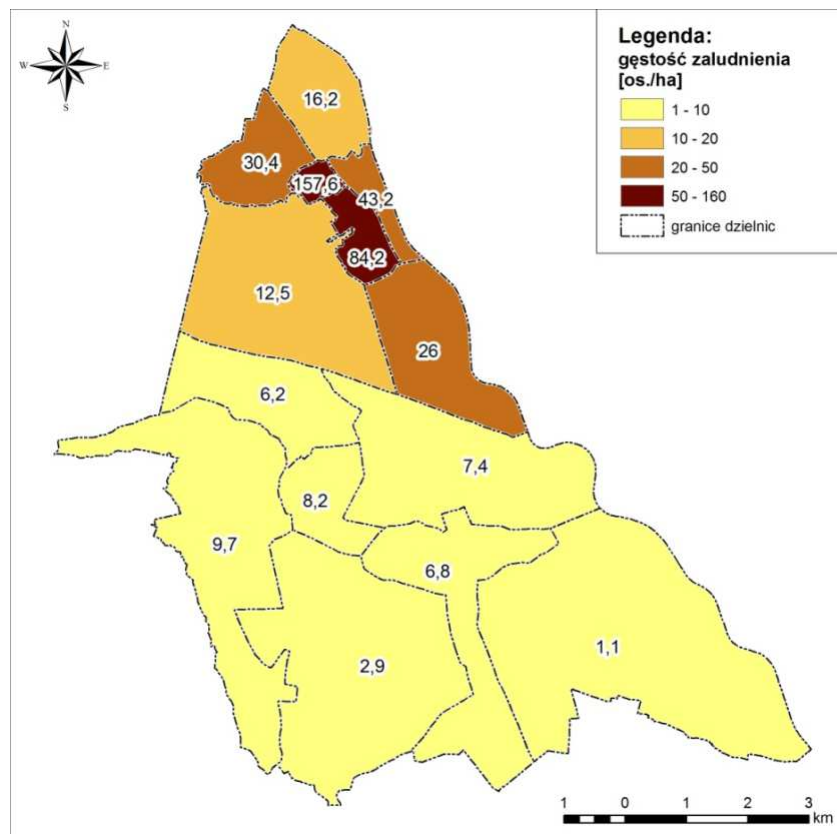 N
W
E
S
Legenda:
gęstość zaludnienia
[os./ha]
1 - 10
10 - 20
20 - 50
50 - 160
granice dzielnic
16,2
30,4
157,6
43,2
84,2
12,5
26
6,2
7,4
8,2
9,7
6,8
1,1
2,9
1 0 1 2 3
km